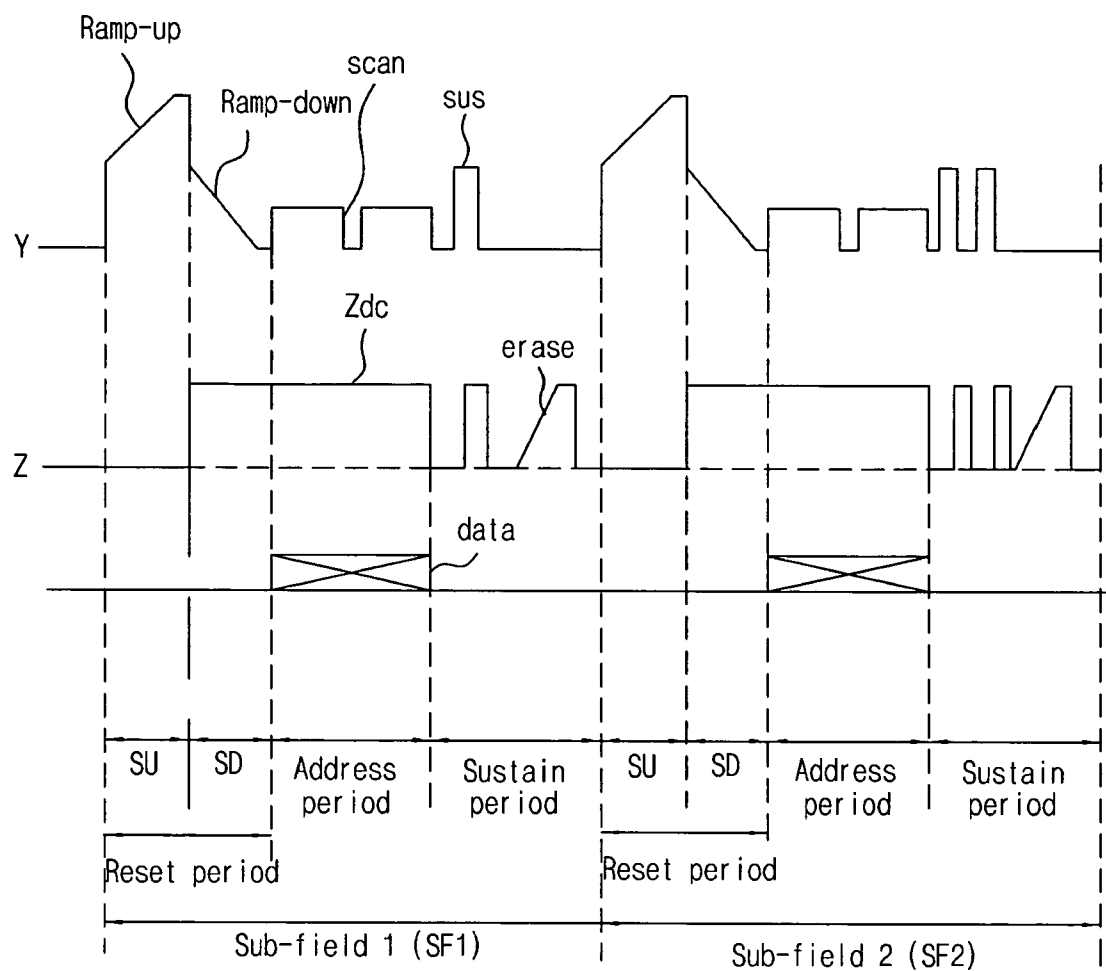 Ramp-up
scan
Ramp-down
sus
Y
Zdc
erase
Z
data
SU
SD
Address
period
Sustain
period
SU
SD
Address
period
Sustain
period
Reset period
Reset period
Sub-field 1 (SF1)
Sub-field 2 (SF2)